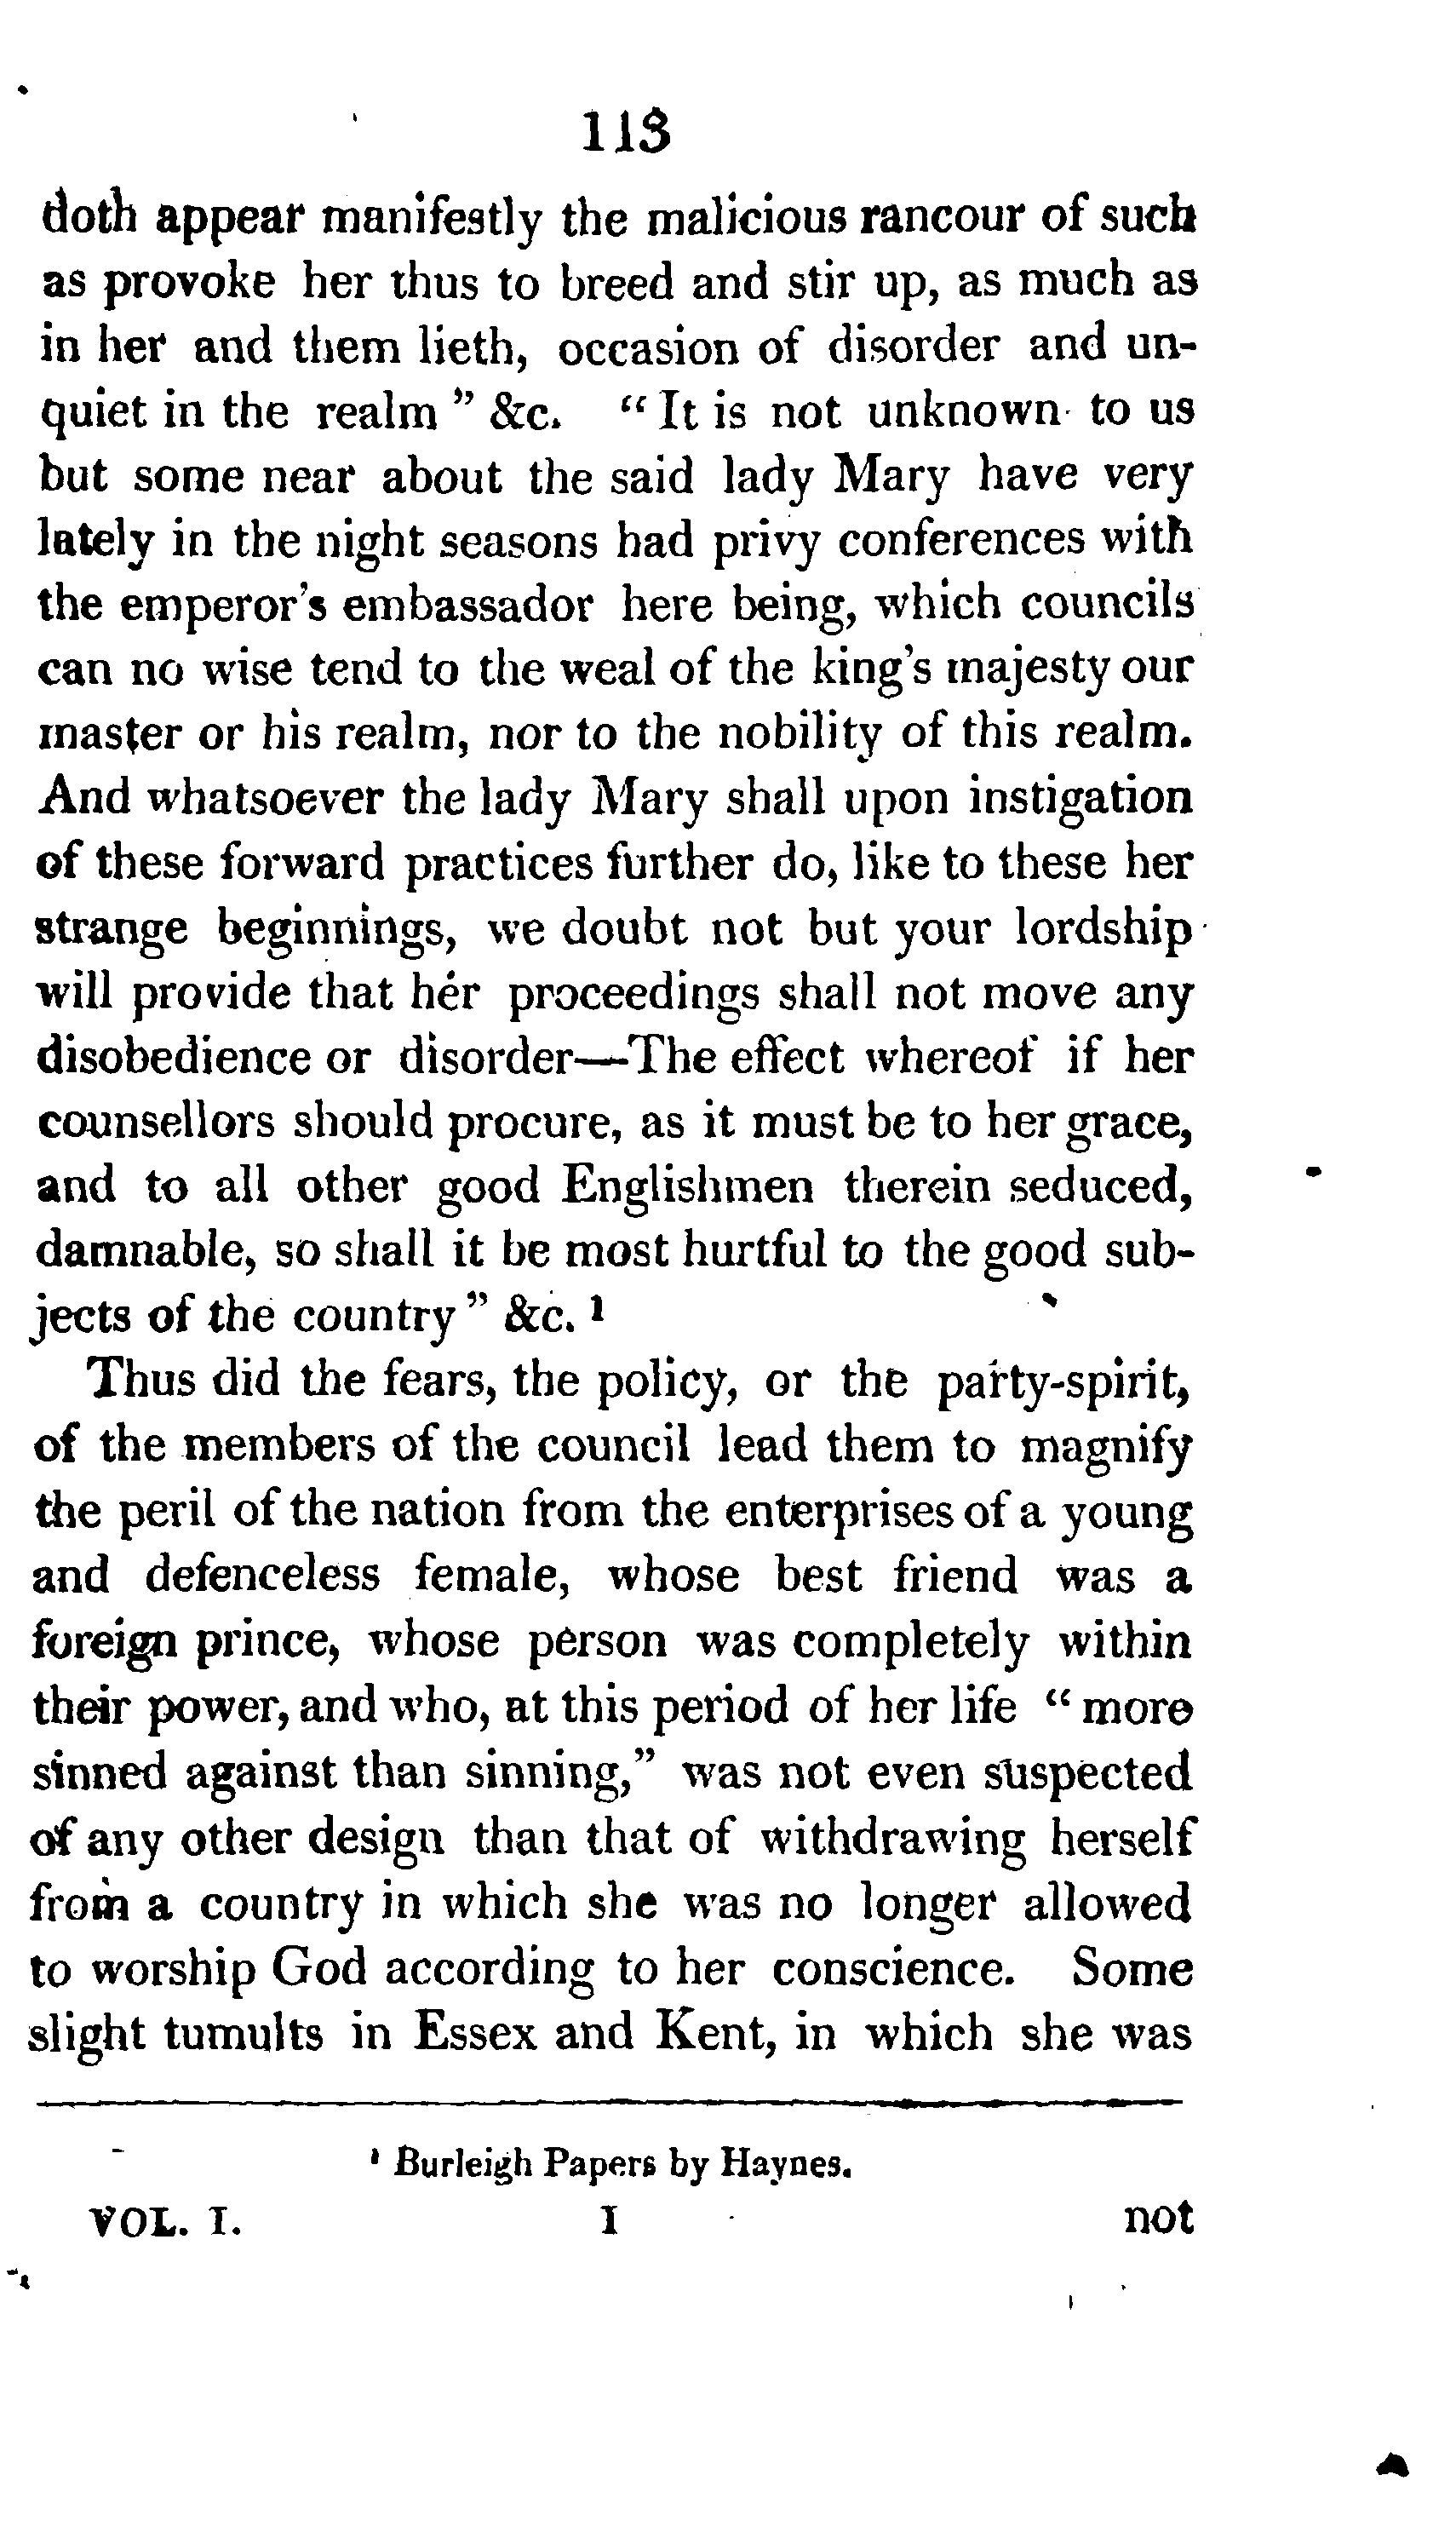 113
doth appear manifestly the malicious rancour of such
as provoke her thus to breed and stir up, as much as
in her and them lieth, occasion of disorder and un-
quiet in the realm" &c. "It is not unknown to us
but some near about the said lady Mary have very
lately in the night seasons had privy conferences with
the emperor's embassador here being, which councils
can no wise tend to the weal of the king's majesty our
master or his realm, nor to the nobility of this realm.
And whatsoever the lady Mary shall upon instigation
of these forward practices further do, like to these her
strange beginnings, we doubt not but your lordship
will provide that her proceedings shall not move any
disobedience or disorder—The effect whereof if her
counsellors should procure, as it must be to her grace,
and to all other good Englishmen therein seduced,
damnable, so shall it be most hurtful to the good sub-
jects of the country" &c. 1
Thus did the fears, the policy, or the party-spirit,
of the members of the council lead them to magnify
the peril of the nation from the enterprises of a young
and defenceless female, whose best friend was a
foreign prince, whose person was completely within
their power, and who, at this period of her life "more
sinned against than sinning," was not even suspected
of any other design than that of withdrawing herself
from a country in which she was no longer allowed
to worship God according to her conscience. Some
slight tumults in Essex and Kent, in which she was
1 Burleigh Papers by Haynes.
VOL. I. I not